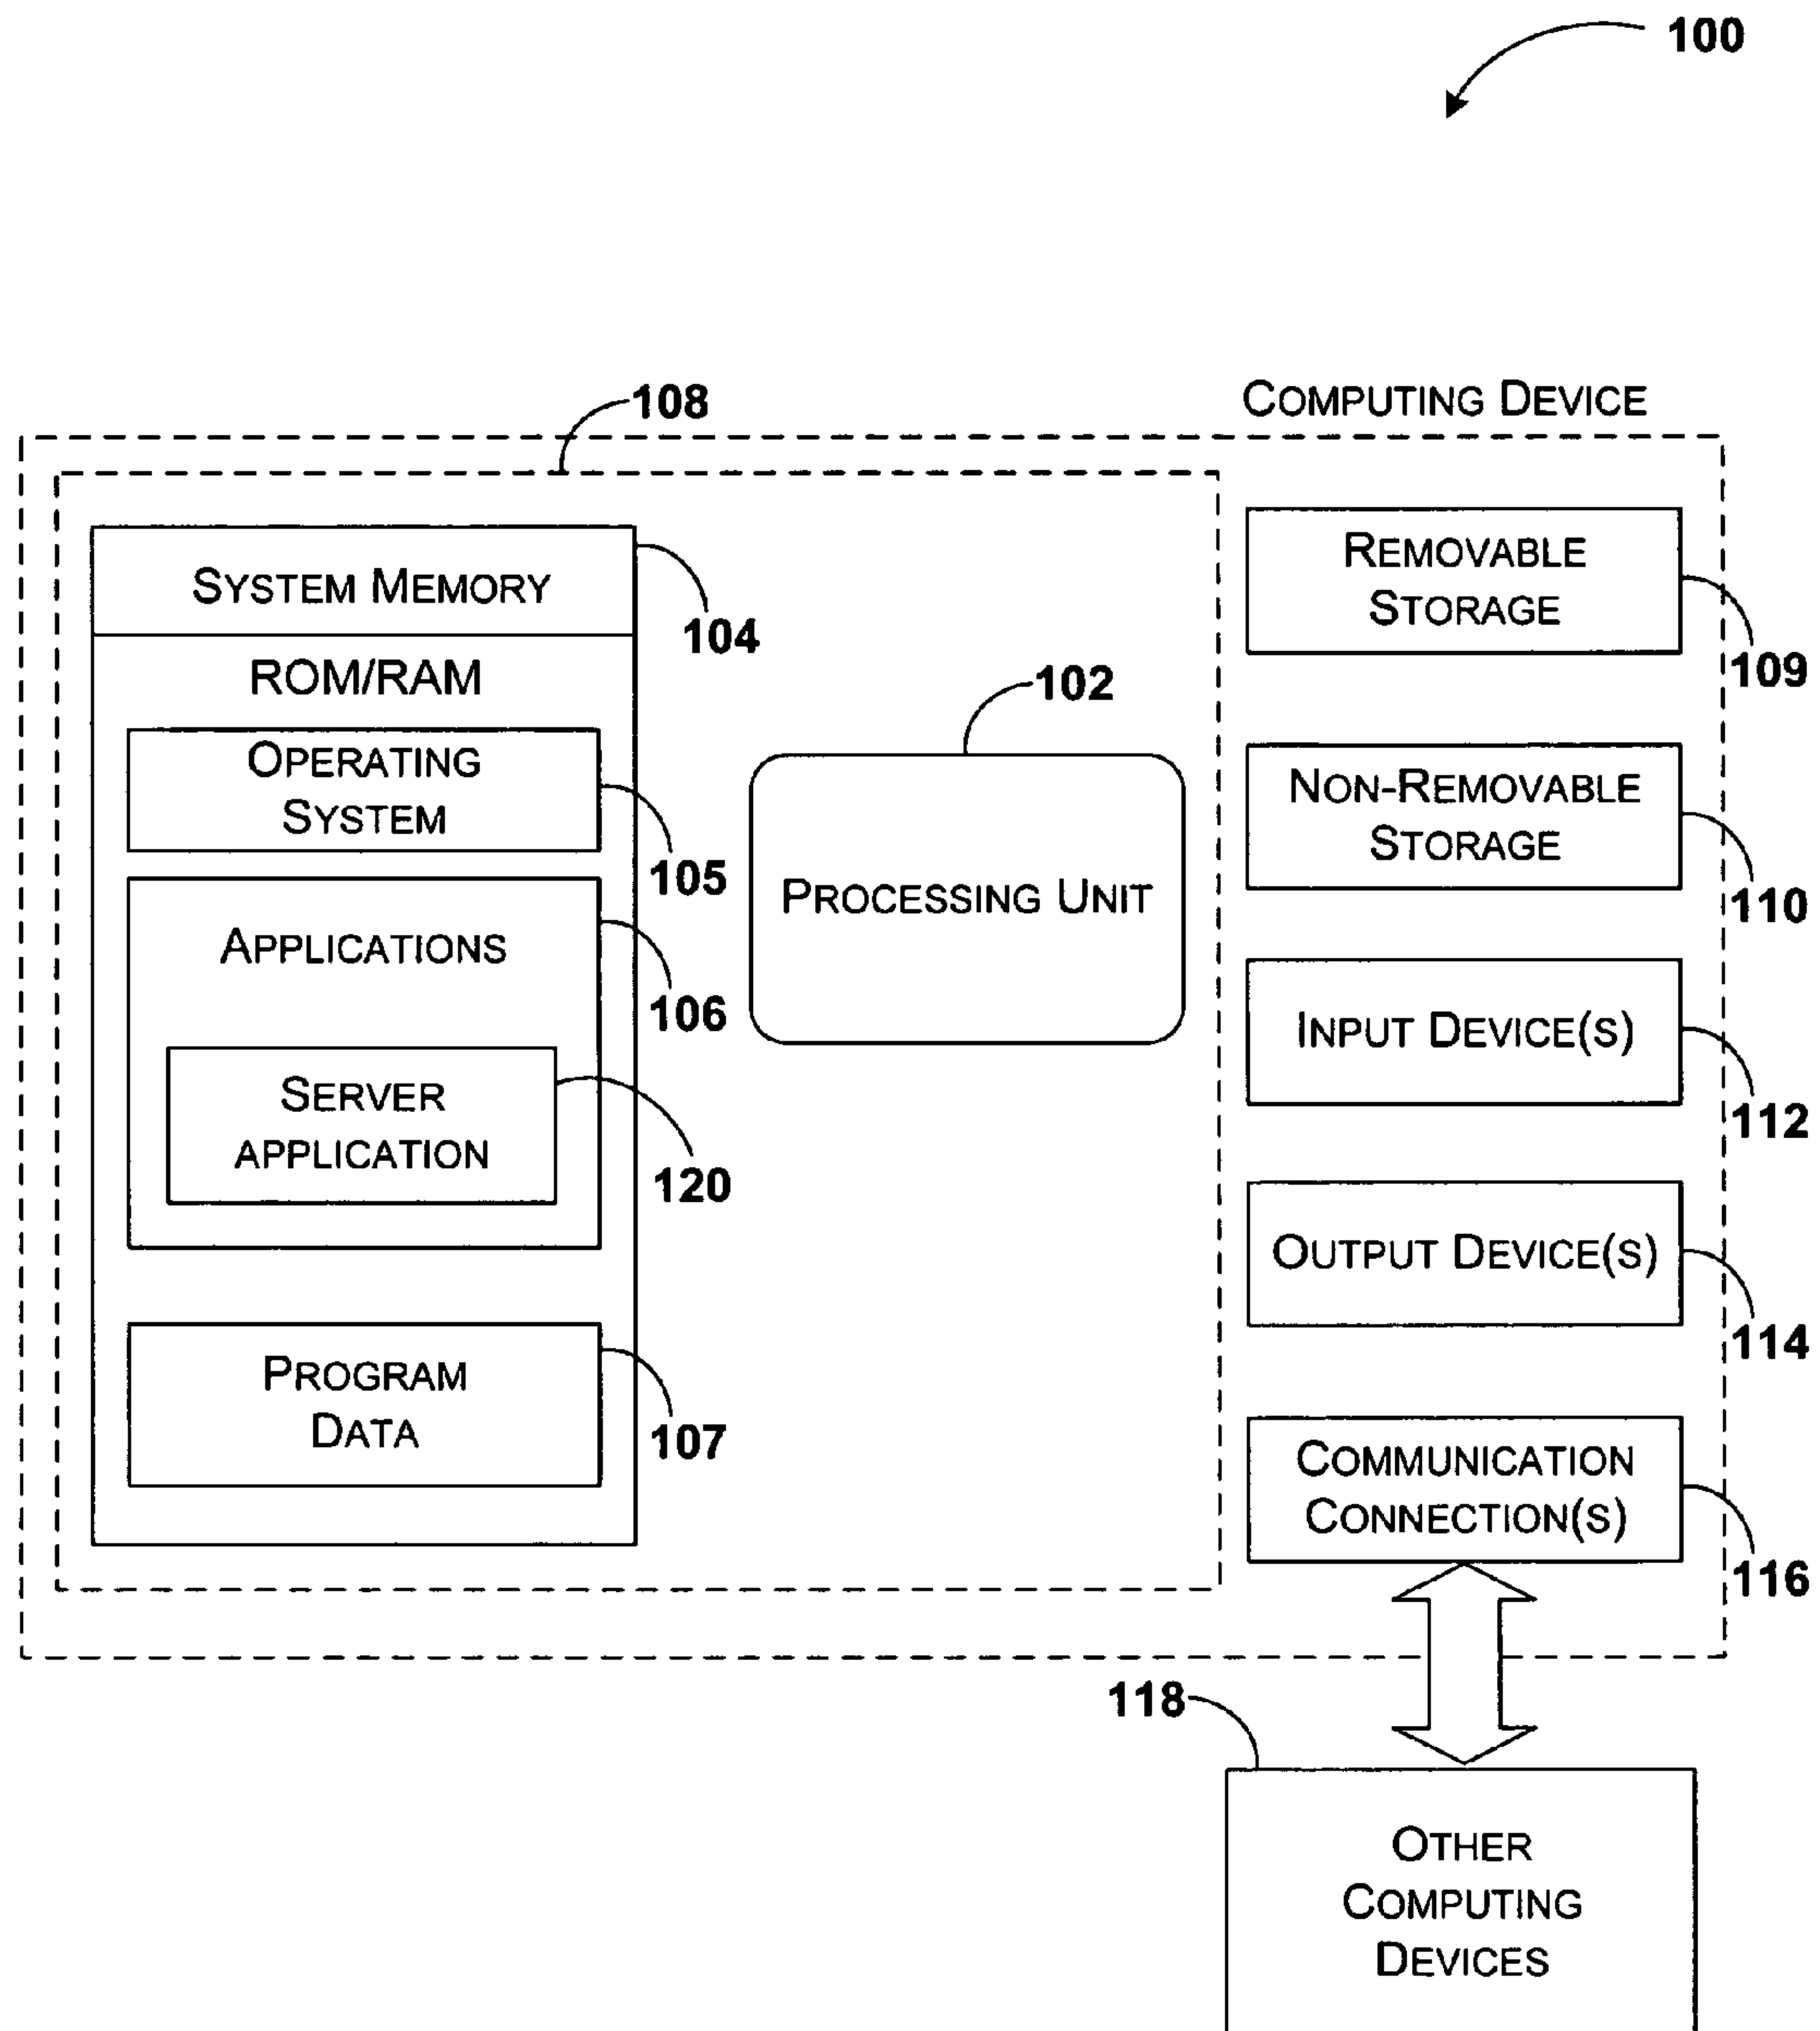 100
108
COMPUTING DEVICE
SYSTEM MEMORY
104
ROM/RAM
OPERATING
SYSTEM
105
APPLICATIONS
106
SERVER
APPLICATION
120
PROGRAM
DATA
107
102
PROCESSING UNIT
REMOVABLE
STORAGE
109
NON-REMOVABLE
STORAGE
110
INPUT DEVICE(S)
112
OUTPUT DEVICE(S)
114
COMMUNICATION
CONNECTION(S)
116
118
OTHER
COMPUTING
DEVICES